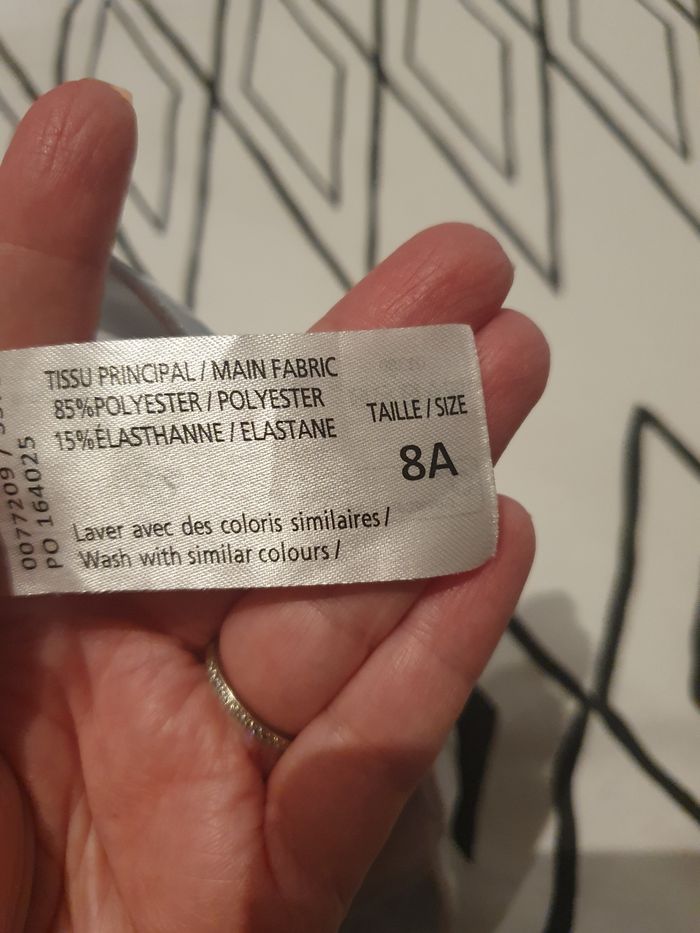 TISSU PRINCIPAL / MAIN FABRIC
85%POLYESTER / POLYESTER
15%ÉLASTHANNE / ELASTANE
TAILLE / SIZE
8A
Laver avec des coloris similaires /
Wash with similar colours /
0077209 /
PO 164025